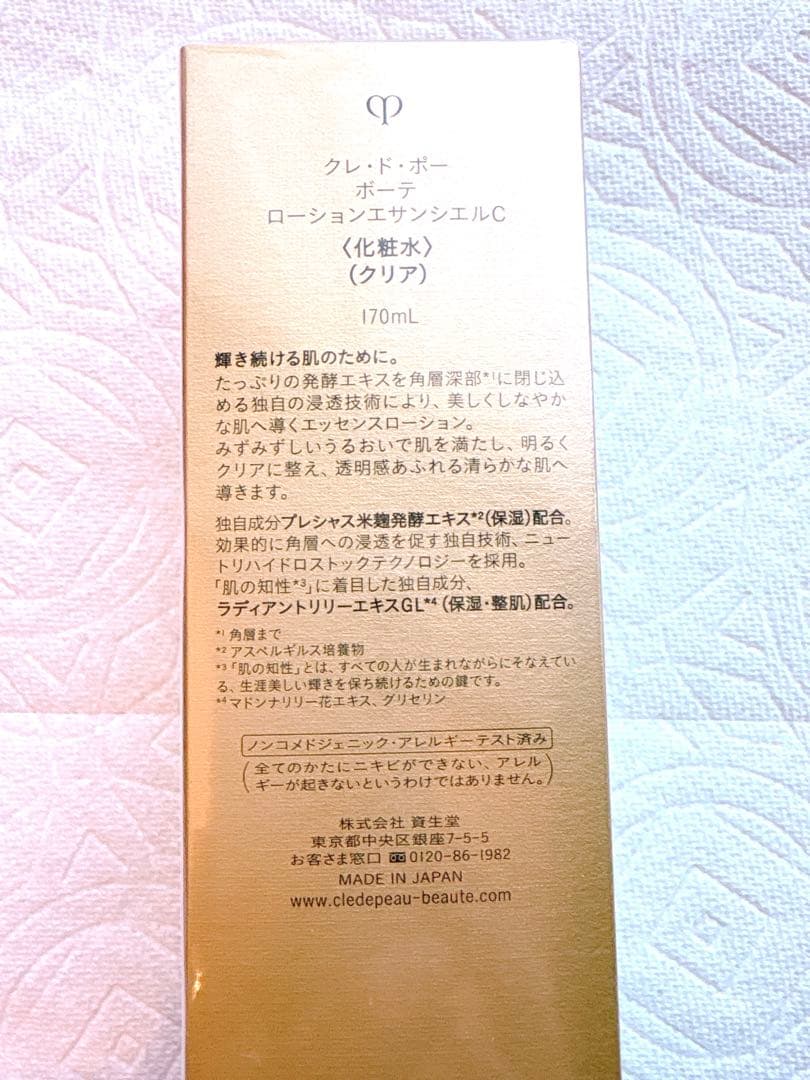 クレ・ド・ポー
ボーテ
ローションエサンシエルC
〈化粧水〉
(クリア)
170mL
輝き続ける肌のために。
たっぷりの発酵エキスを角層深部*1に閉じ込
める独自の浸透技術により、美しくしなやか
な肌へ導くエッセンスローション。
みずみずしいうるおいで肌を満たし、明るく
クリアに整え、透明感あふれる清らかな肌へ
導きます。
独自成分プレシャス米麹発酵エキス*2(保湿)配合。
効果的に角層への浸透を促す独自技術、ニュー
トリハイドロストックテクノロジーを採用。
「肌の知性*3」に着目した独自成分、
ラディアントリリーエキスGL*4(保湿・整肌)配合。
*1 角層まで
*2 アスペルギルス培養物
*3「肌の知性」とは、すべての人が生まれながらにそなえてい
る、生涯美しい輝きを保ち続けるための鍵です。
*4 マドンナリリー花エキス、グリセリン
ノンコメドジェニック・アレルギーテスト済み
(全てのかたにニキビができない、アレル
ギーが起きないというわけではありません。)
株式会社 資生堂
東京都中央区銀座7-5-5
お客さま窓口 0120-86-1982
MADE IN JAPAN
www.cledepeau-beaute.com